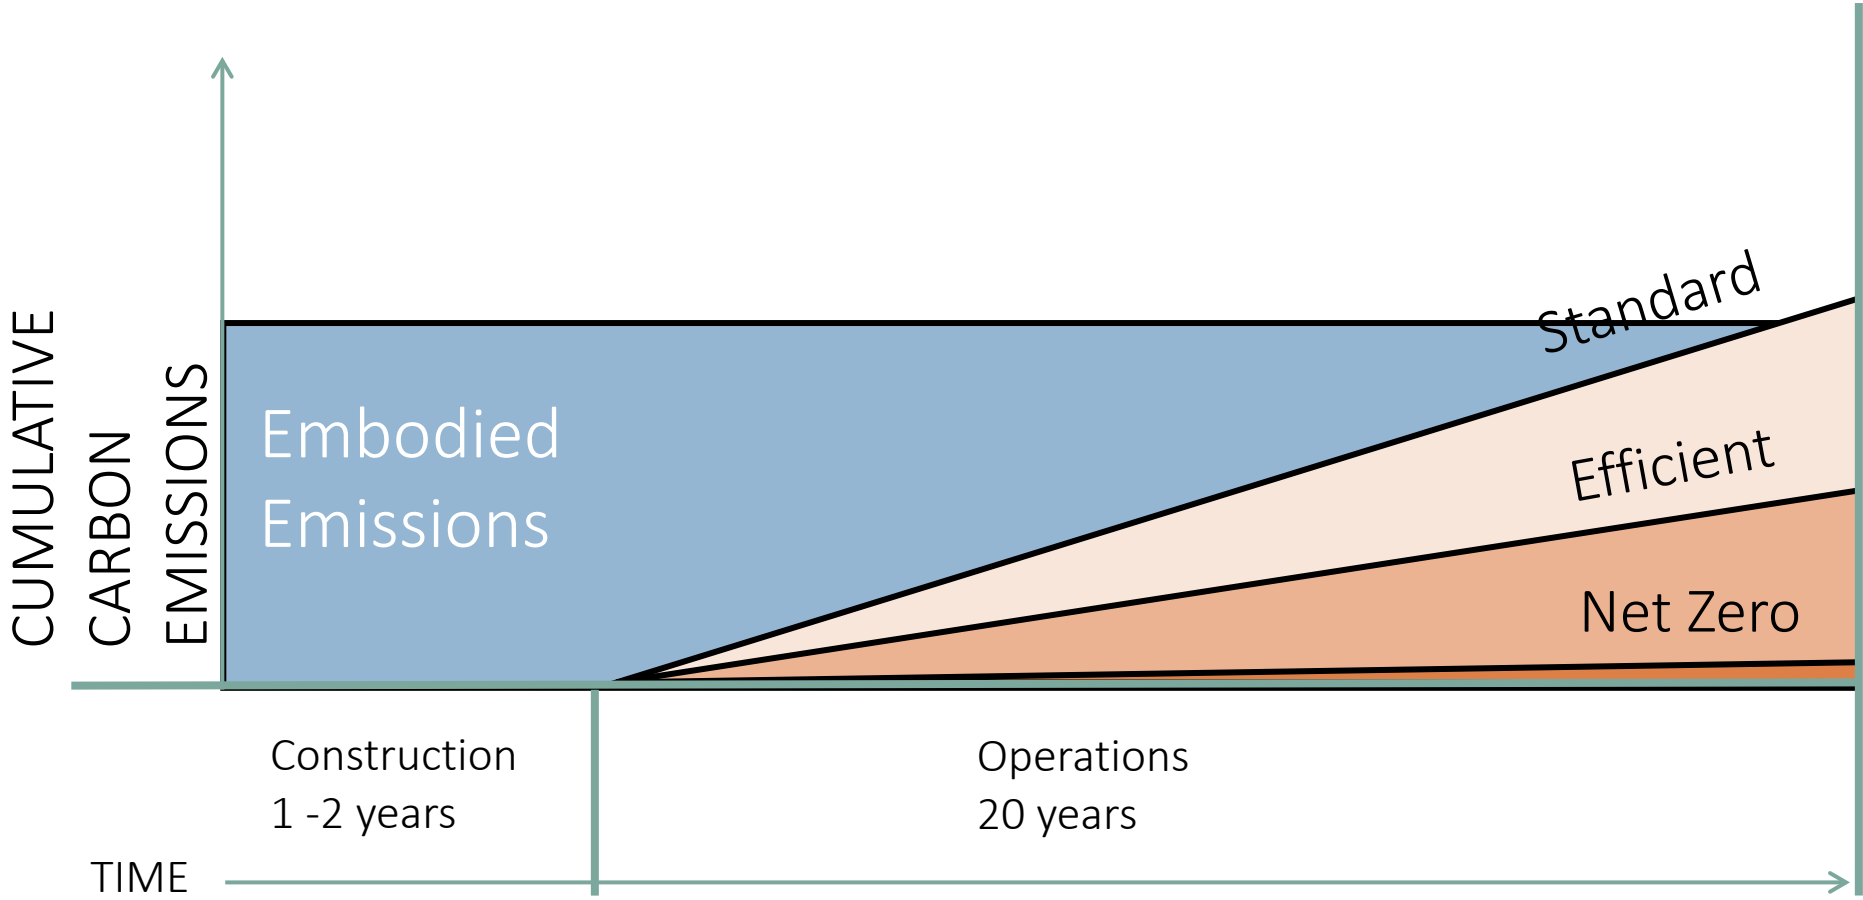 CUMULATIVE
CARBON
EMISSIONS
Embodied
Emissions
Standard
Efficient
Net Zero
Construction
1 -2 years
Operations
20 years
TIME